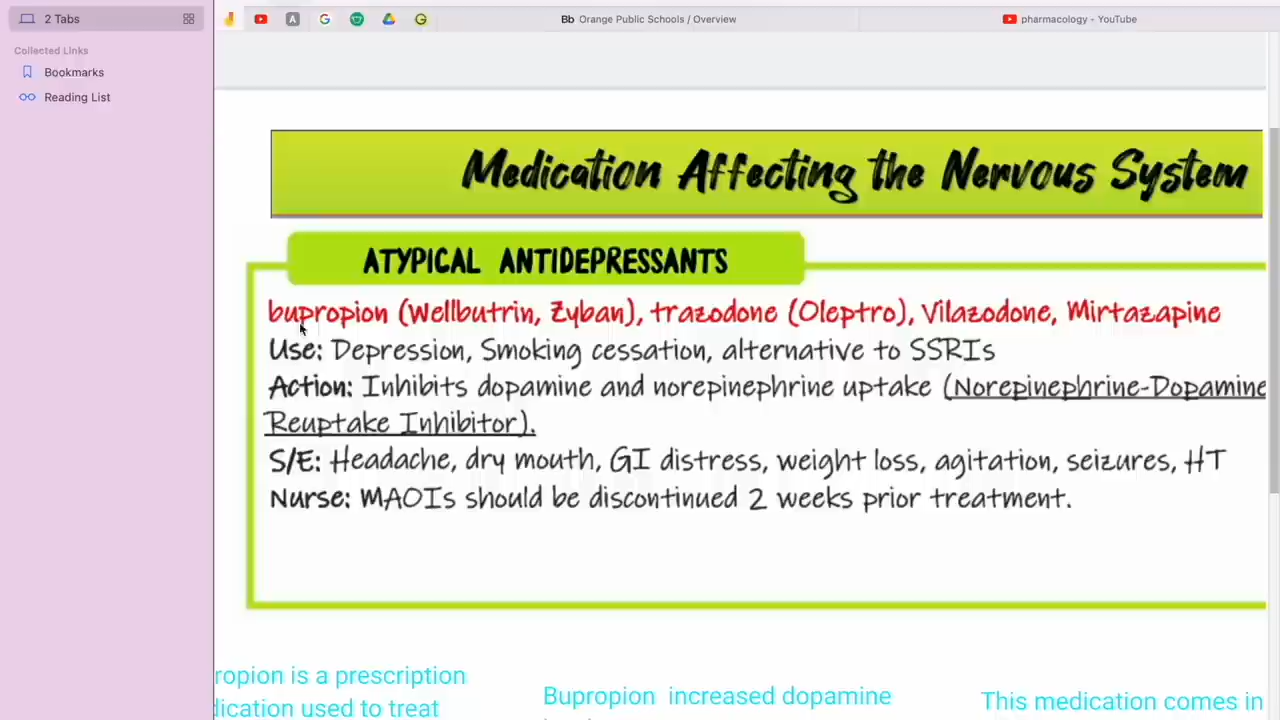 2 Tabs
Collected Links
Bookmarks
Reading List
A
G
G
Bb Orange Public Schools / Overview
pharmacology - YouTube
Medication Affecting the Nervous System
ATYPICAL ANTIDEPRESSANTS
bupropion (Wellbutrin, Zyban), trazodone (Oleptro), Vilazodone, Mirtazapine
Use: Depression, Smoking cessation, alternative to SSRIs
Action: Inhibits dopamine and norepinephrine uptake (Norepinephrine-Dopamine
Reuptake Inhibitor).
S/E: Headache, dry mouth, GI distress, weight loss, agitation, seizures, HT
Nurse: MAOIs should be discontinued 2 weeks prior treatment.
ropion is a prescription
dication used to treat
Bupropion increased dopamine
This medication comes in